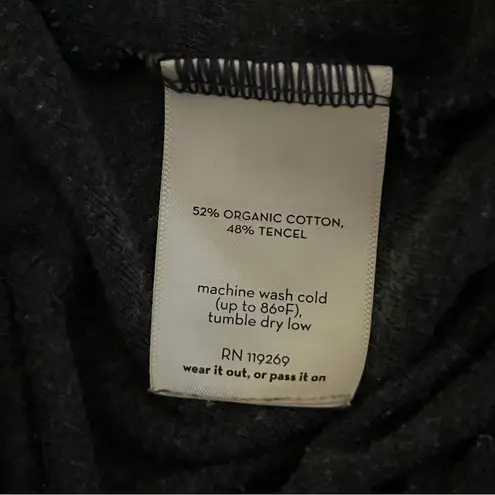 52% ORGANIC COTTON,
48% TENCEL
machine wash cold
(up to 86ºF),
tumble dry low
RN 119269
wear it out, or pass it on